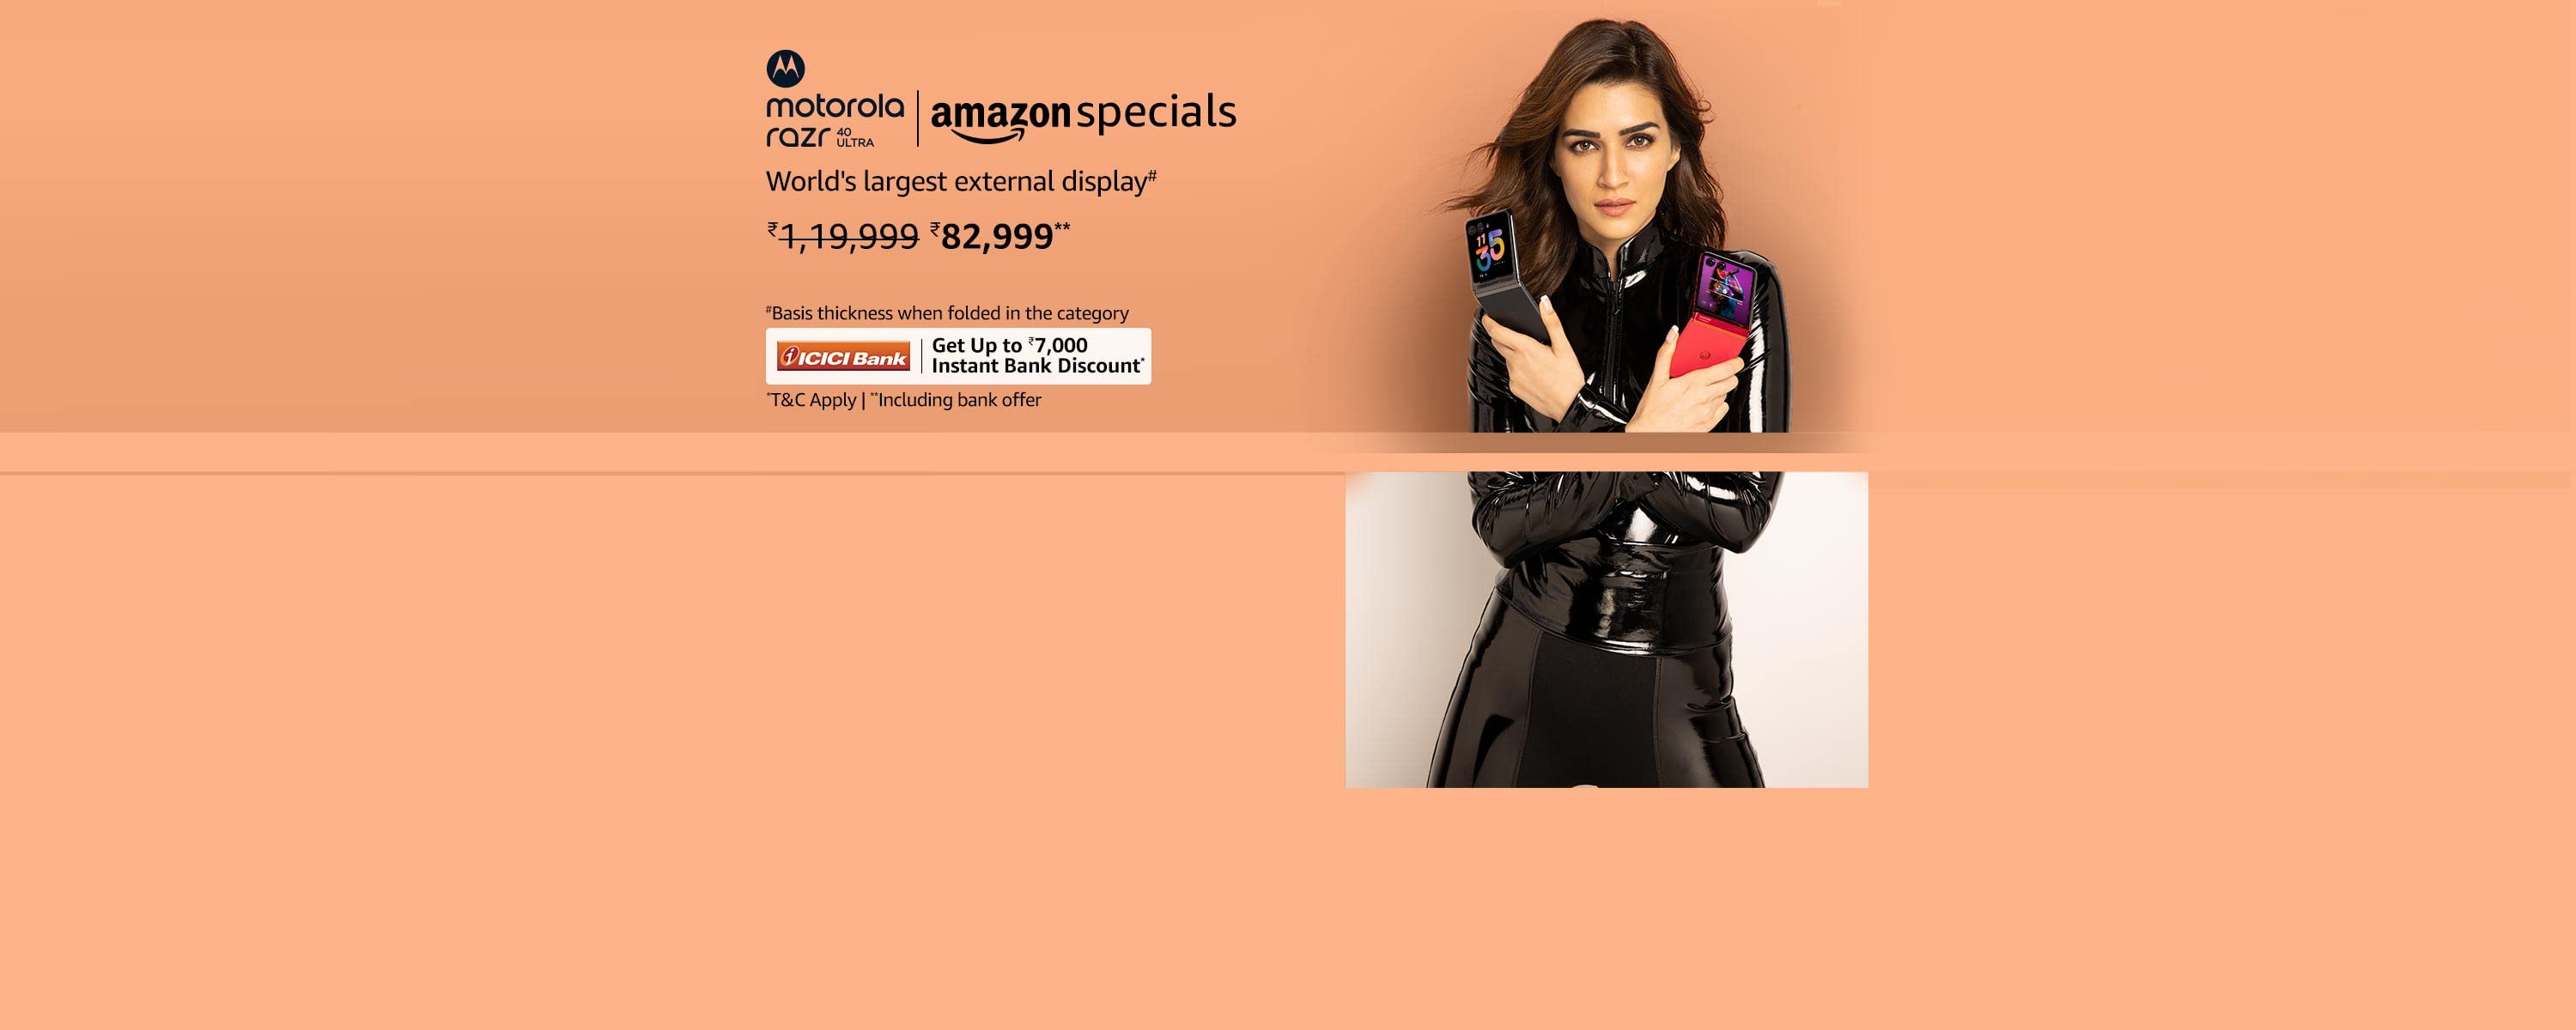 motorola
razr 40 ULTRA
amazon specials
World's largest external display#
₹1,19,999 ₹82,999**
#Basis thickness when folded in the category
ICICI Bank
Get Up to ₹7,000
Instant Bank Discount*
*T&C Apply | **Including bank offer
11
35